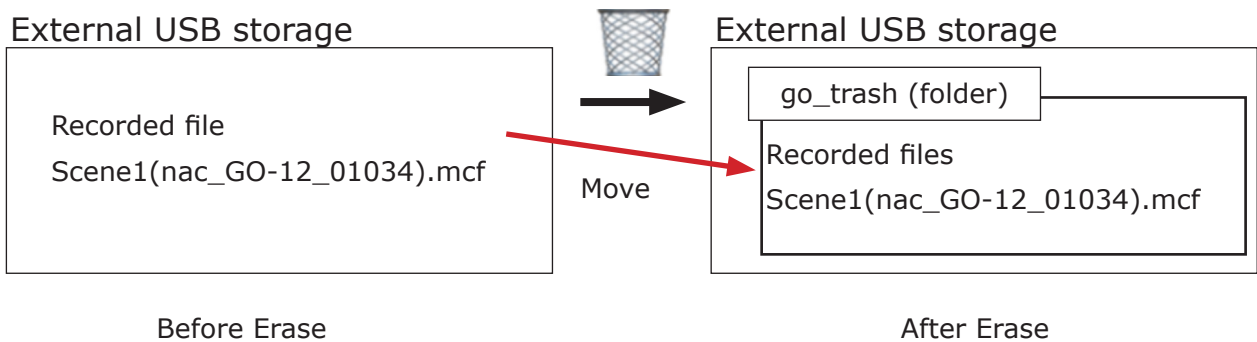 External USB storage
Recorded file
Scene1(nac_GO-12_01034).mcf
Before Erase
Move
External USB storage
go_trash (folder)
Recorded files
Scene1(nac_GO-12_01034).mcf
After Erase